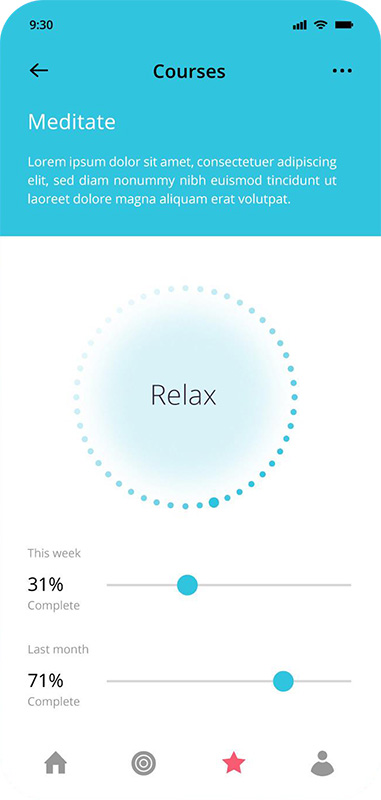 9:30
Courses
Meditate
Lorem ipsum dolor sit amet, consectetuer adipiscing
elit, sed diam nonummy nibh euismod tincidunt ut
laoreet dolore magna aliquam erat volutpat.
Relax
This week
31%
Complete
Last month
71%
Complete